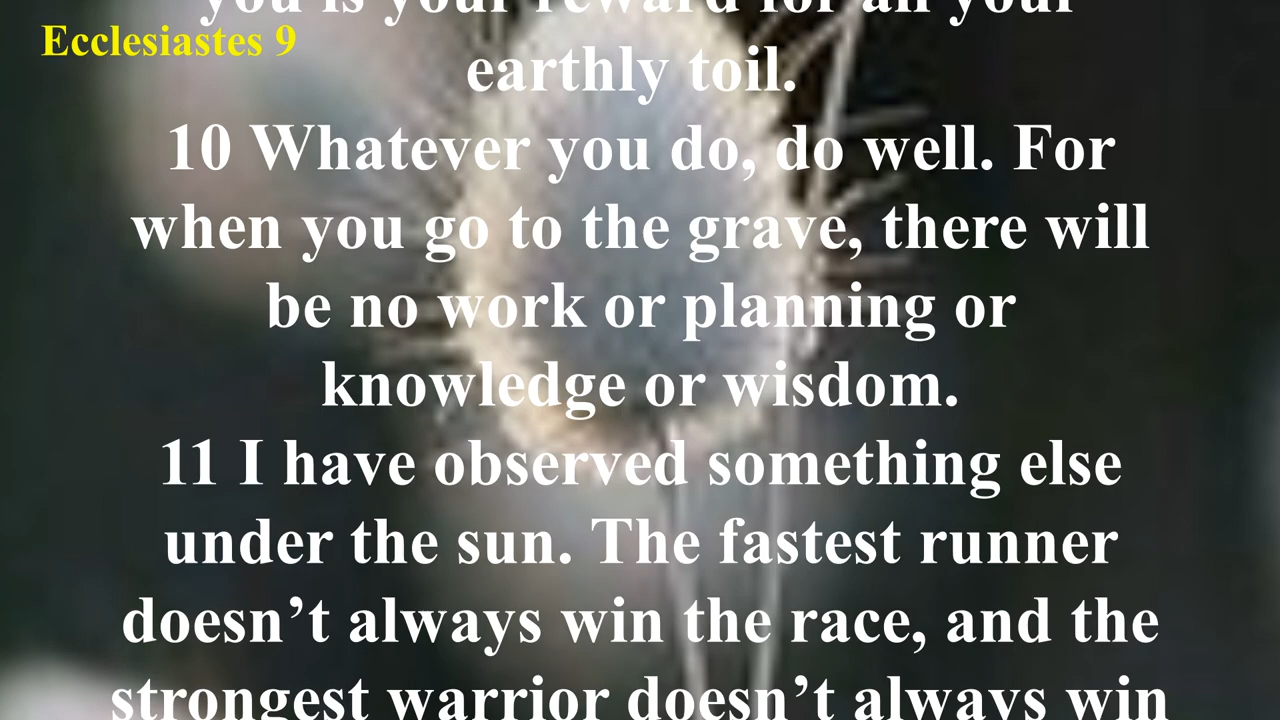 you is your reward for all your
Ecclesiastes 9
earthly toil.
10 Whatever you do, do well. For
when you go to the grave, there will
be no work or planning or
knowledge or wisdom.
11 I have observed something else
under the sun. The fastest runner
doesn’t always win the race, and the
strongest warrior doesn’t always win